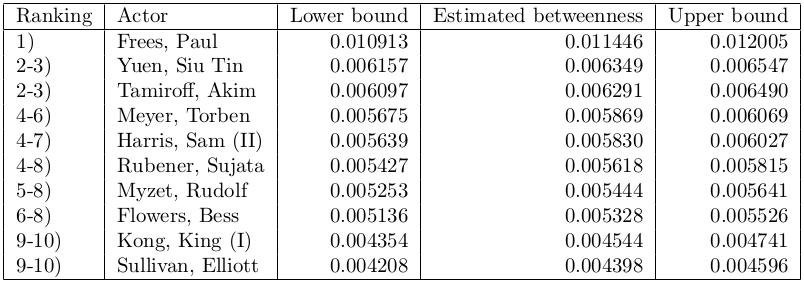 Ranking Actor Lower bound Estimated betweenness Upper bound
1) Frees, Paul 0.010913 0.011446 0.012005
2-3) Yuen, Siu Tin 0.006157 0.006349 0.006547
2-3) Tamiroff, Akim 0.006097 0.006291 0.006490
4-6) Meyer, Torben 0.005675 0.005869 0.006069
4-7) Harris, Sam (II) 0.005639 0.005830 0.006027
4-8) Rubener, Sujata 0.005427 0.005618 0.005815
5-8) Myzet, Rudolf 0.005253 0.005444 0.005641
6-8) Flowers, Bess 0.005136 0.005328 0.005526
9-10) Kong, King (I) 0.004354 0.004544 0.004741
9-10) Sullivan, Elliott 0.004208 0.004398 0.004596